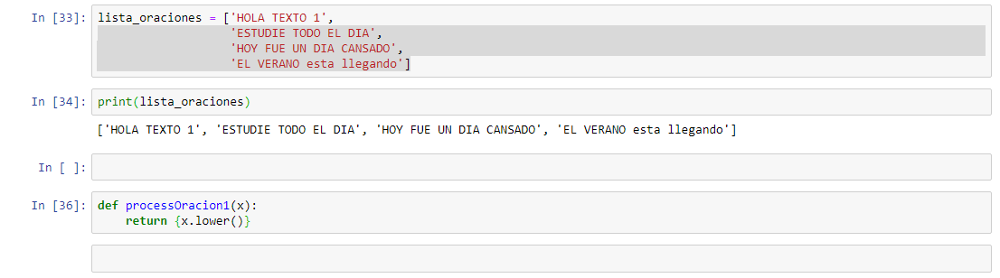 In [33]: lista_oraciones = ['HOLA TEXTO 1',
'ESTUDIE TODO EL DIA',
'HOY FUE UN DIA CANSADO',
'EL VERANO esta llegando']
In [34]: print(lista_oraciones)
['HOLA TEXTO 1', 'ESTUDIE TODO EL DIA', 'HOY FUE UN DIA CANSADO', 'EL VERANO esta llegando']
In [ ]:
In [36]: def processOracion1(x):
return {x.lower()}